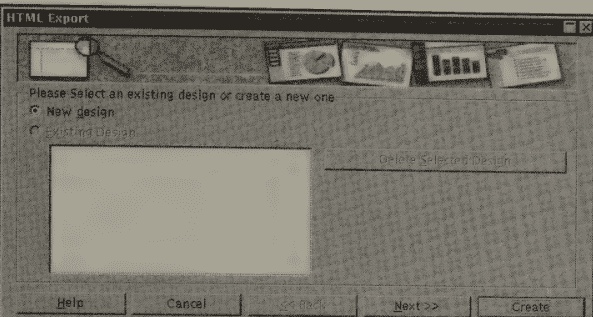 HTML Export
Please Select an existing design or create a new one
New design
Existing Design
Delete Selected Design
Help
Cancel
<< Back
Next >>
Create